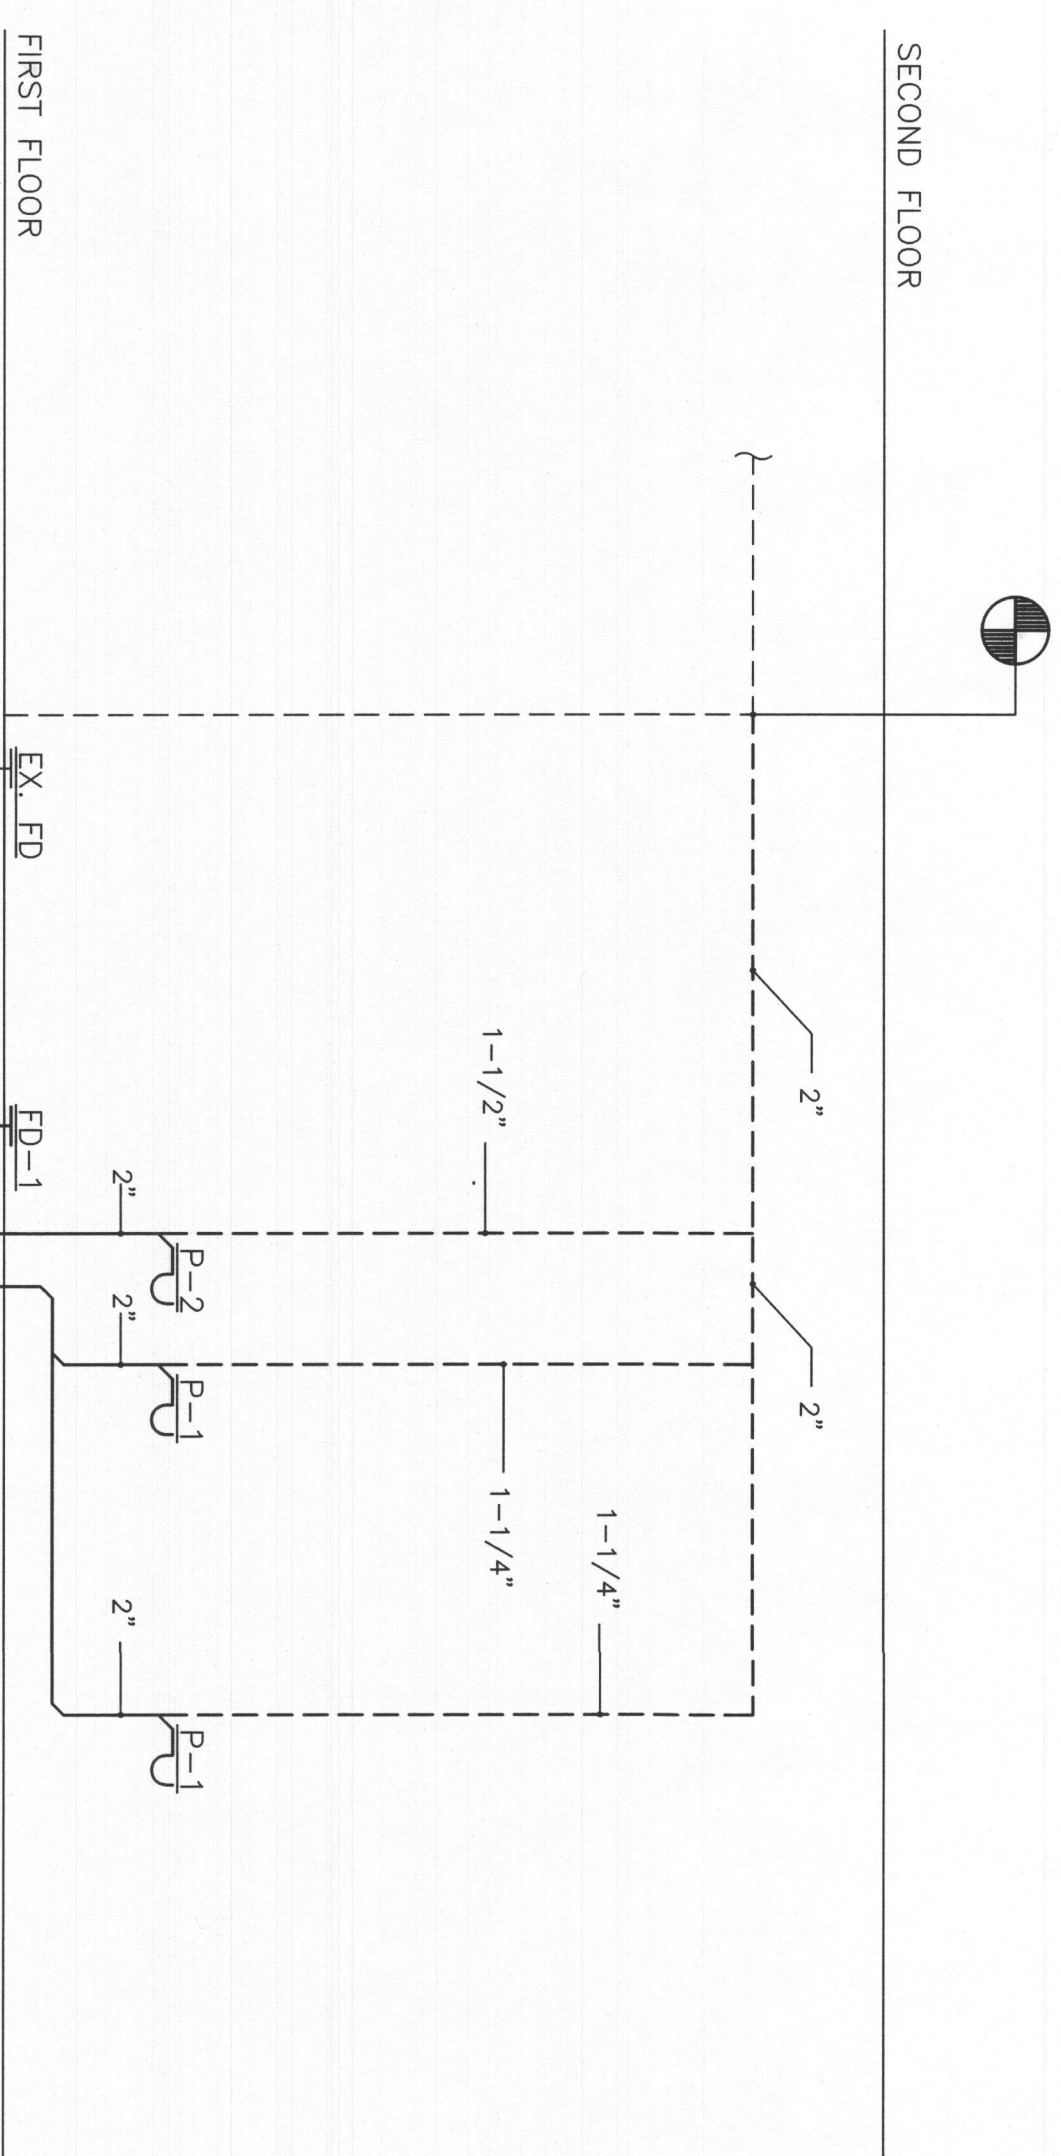 SECOND FLOOR
2"
2"
1-1/2"
1-1/4"
1-1/4"
P-2
P-1
P-1
2"
2"
2"
FIRST FLOOR
EX. FD
FD-1